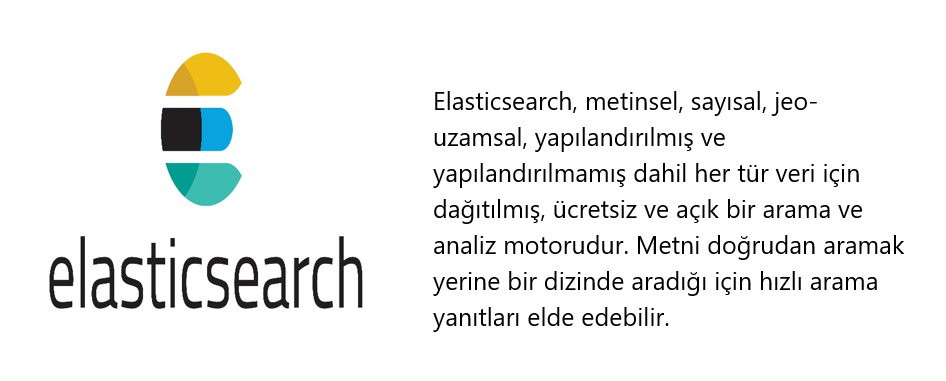 elasticsearch
Elasticsearch, metinsel, sayısal, jeo-
uzamsal, yapılandırılmış ve
yapılandırılmamış dahil her tür veri için
dağıtılmış, ücretsiz ve açık bir arama ve
analiz motorudur. Metni doğrudan aramak
yerine bir dizinde aradığı için hızlı arama
yanıtları elde edebilir.